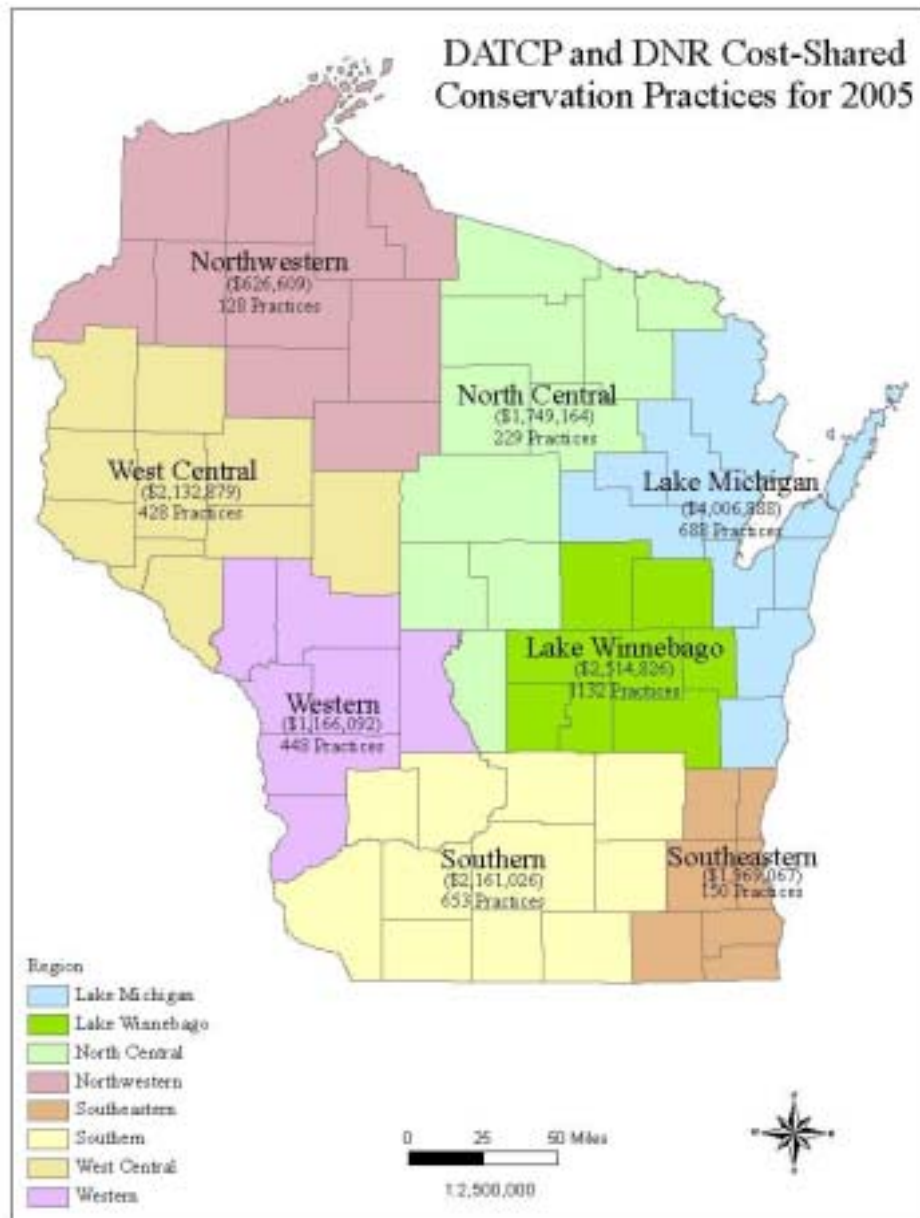 DATCP and DNR Cost-Shared
Conservation Practices for 2005
Northwestern
($626,609)
128 Practices
North Central
($1,749,164)
229 Practices
West Central
($2,132,879)
428 Practices
Lake Michigan
($4,006,888)
688 Practices
Lake Winnebago
($2,514,826)
1132 Practices
Western
($1,166,092)
448 Practices
Southern
($2,161,026)
653 Practices
Southeastern
($1,969,067)
150 Practices
Region
Lake Michigan
Lake Winnebago
North Central
Northwestern
Southeastern
Southern
West Central
Western
0 25 50 Miles
1:2,500,000